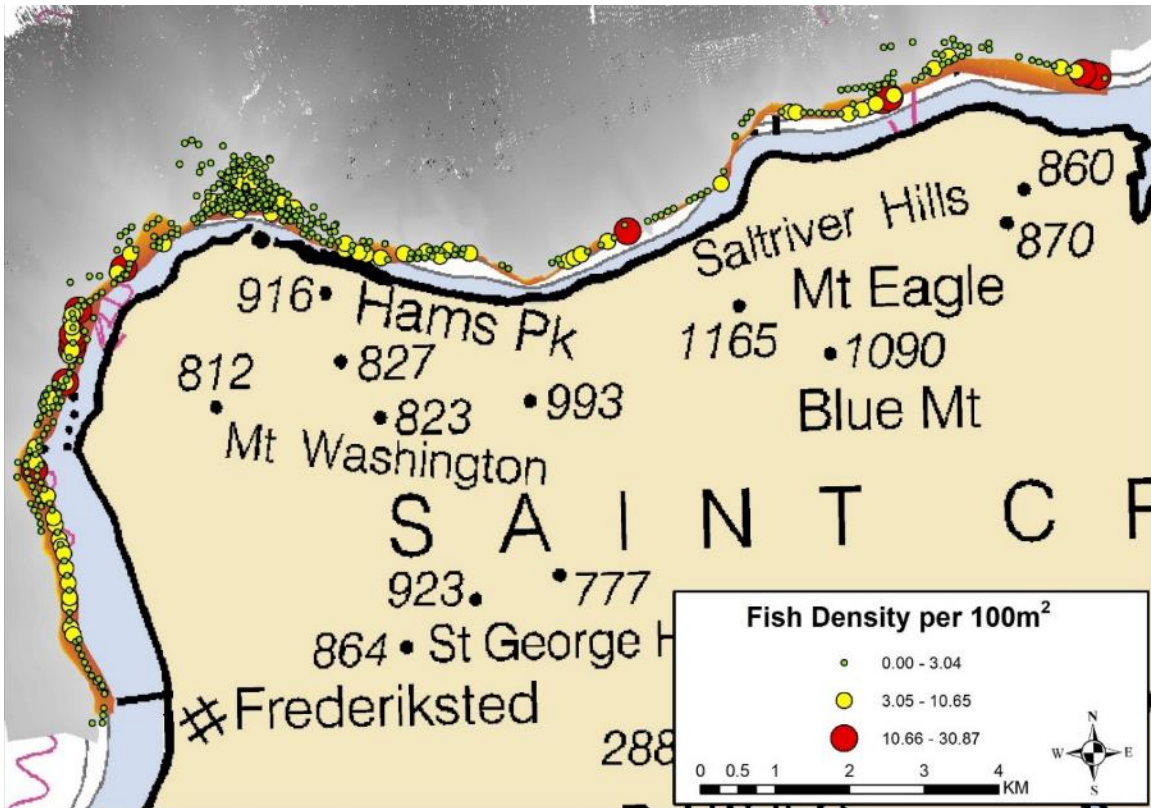 860
Saltriver Hills
870
916
Hams Pk
Mt Eagle
1165
1090
812
827
993
Blue Mt
823
Mt Washington
SAINT C
923
777
864
St George
Frederiksted
288
Fish Density per 100m²
0.00 - 3.04
3.05 - 10.65
10.66 - 30.87
0 0.5 1 2 3 4
KM
N
W
E
S